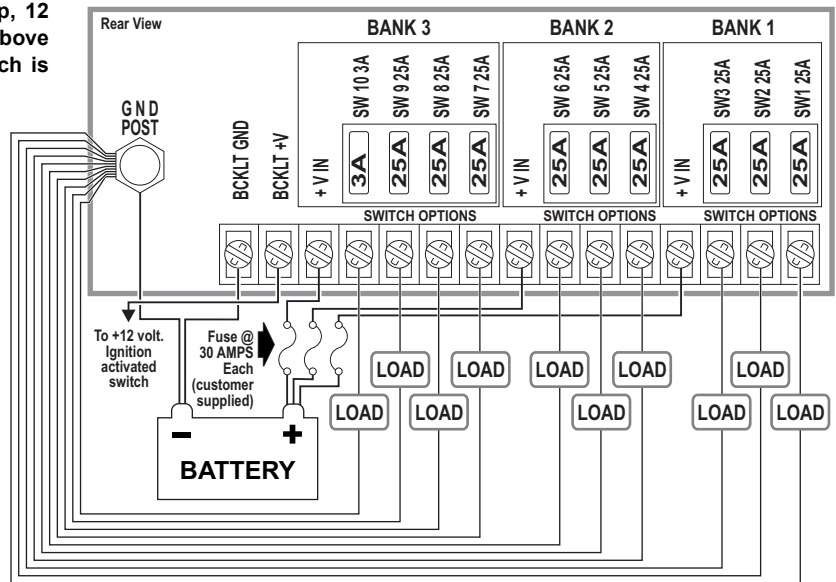 p, 12
bove
ch is
Rear View
BANK 3
BANK 2
BANK 1
GND
POST
BCKLT GND
BCKLT +V
+ V IN
SW 10 3A
SW 9 25A
SW 8 25A
SW 7 25A
+ V IN
SW 6 25A
SW 5 25A
SW 4 25A
+ V IN
SW3 25A
SW2 25A
SW1 25A
3A
25A
25A
25A
25A
25A
25A
25A
25A
25A
SWITCH OPTIONS
SWITCH OPTIONS
SWITCH OPTIONS
To +12 volt.
Ignition
activated
switch
Fuse @
30 AMPS
Each
(customer
supplied)
LOAD
LOAD
LOAD
LOAD
LOAD
LOAD
LOAD
LOAD
LOAD
LOAD
- +
BATTERY